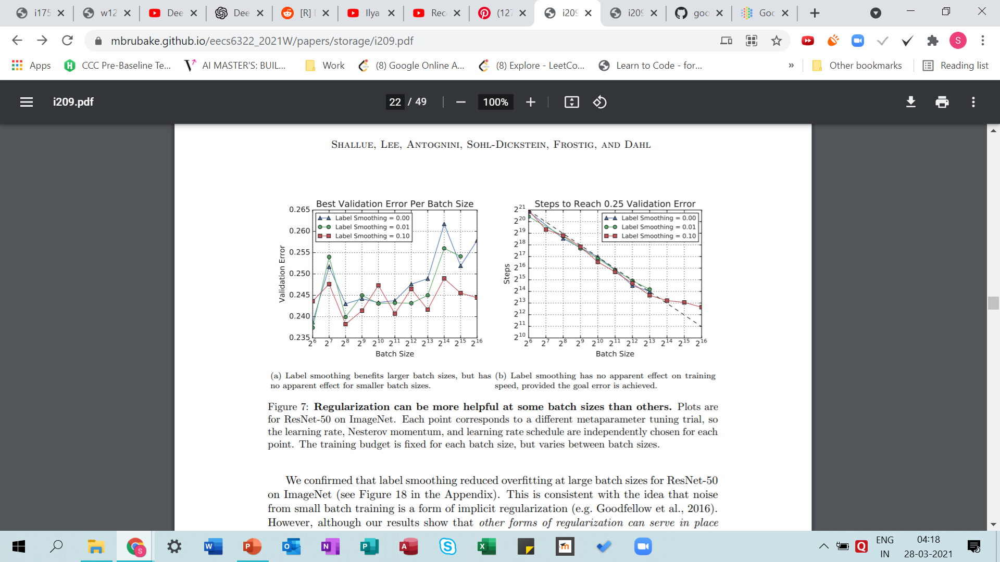 i175
w12
Dee
Dee
[R]
Ilya
Rec
(127
i209
i209
goo
Goo
mbrubake.github.io/eecs6322_2021W/papers/storage/i209.pdf
S
Apps
CCC Pre-Baseline Te...
AI MASTER'S: BUIL...
Work
(8) Google Online A...
(8) Explore - LeetCo...
Learn to Code - for...
»
Other bookmarks
Reading list
i209.pdf
22 / 49
100%
Shallue, Lee, Antognini, Sohl-Dickstein, Frostig, and Dahl
Best Validation Error Per Batch Size
Label Smoothing = 0.00
Label Smoothing = 0.01
Label Smoothing = 0.10
0.265
0.260
0.255
0.250
0.245
0.240
0.235
Validation Error
2^6 2^7 2^8 2^9 2^10 2^11 2^12 2^13 2^14 2^15 2^16
Batch Size
Steps to Reach 0.25 Validation Error
Label Smoothing = 0.00
Label Smoothing = 0.01
Label Smoothing = 0.10
2^21
2^20
2^19
2^18
2^17
2^16
2^15
2^14
2^13
2^12
2^11
2^10
Steps
2^6 2^7 2^8 2^9 2^10 2^11 2^12 2^13 2^14 2^15 2^16
Batch Size
(a) Label smoothing benefits larger batch sizes, but has
no apparent effect for smaller batch sizes.
(b) Label smoothing has no apparent effect on training
speed, provided the goal error is achieved.
Figure 7: Regularization can be more helpful at some batch sizes than others. Plots are
for ResNet-50 on ImageNet. Each point corresponds to a different metaparameter tuning trial, so
the learning rate, Nesterov momentum, and learning rate schedule are independently chosen for each
point. The training budget is fixed for each batch size, but varies between batch sizes.
We confirmed that label smoothing reduced overfitting at large batch sizes for ResNet-50
on ImageNet (see Figure 18 in the Appendix). This is consistent with the idea that noise
from small batch training is a form of implicit regularization (e.g. Goodfellow et al., 2016).
However, although our results show that other forms of regularization can serve in place
ENG
IN
04:18
28-03-2021